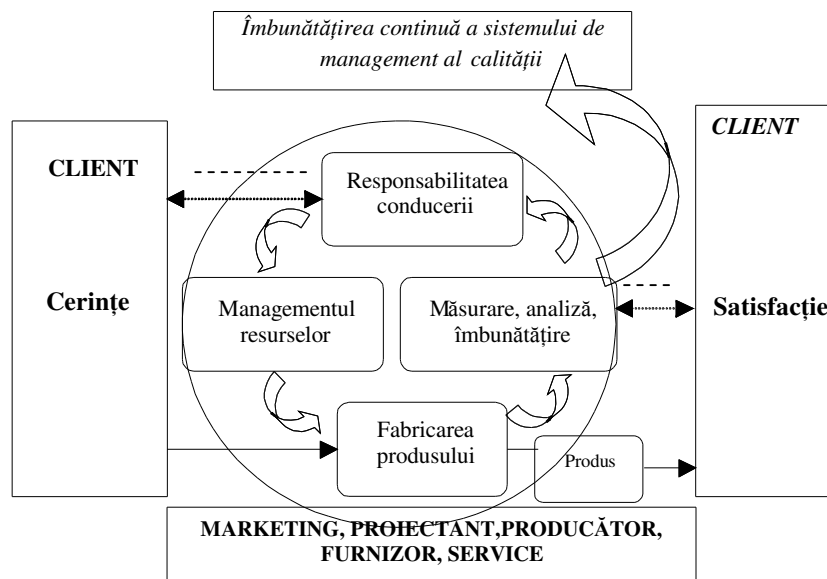 Îmbunătățirea continuă a sistemului de
management al calității
CLIENT
Cerințe
Responsabilitatea
conducerii
Managementul
resurselor
Măsurare, analiză,
îmbunătățire
Fabricarea
produsului
Produs
CLIENT
Satisfacție
MARKETING, PROIECTANT,PRODUCĂTOR,
FURNIZOR, SERVICE